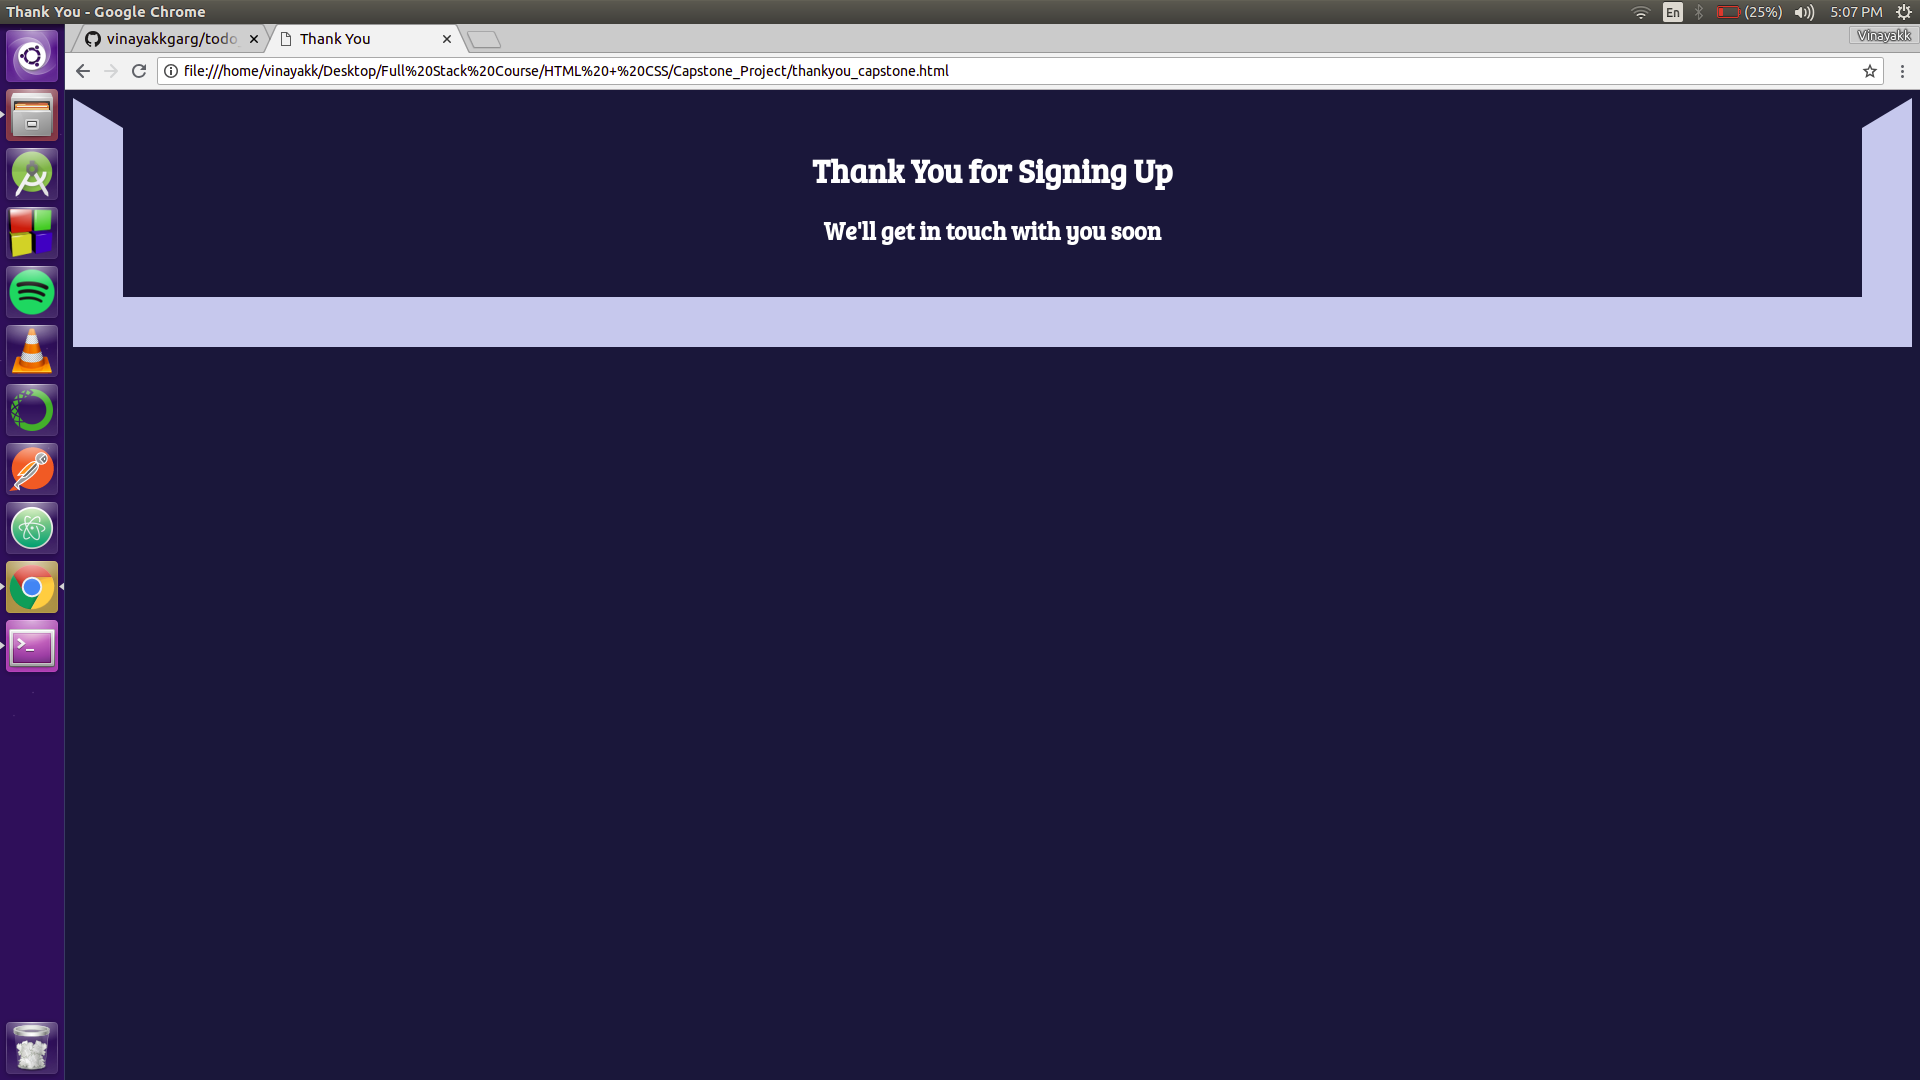 Thank You - Google Chrome
En
(25%)
5:07 PM
vinayakkgarg/todo
Thank You
Vinayakk
file:///home/vinayakk/Desktop/Full%20Stack%20Course/HTML%20+%20CSS/Capstone_Project/thankyou_capstone.html
Thank You for Signing Up
We'll get in touch with you soon